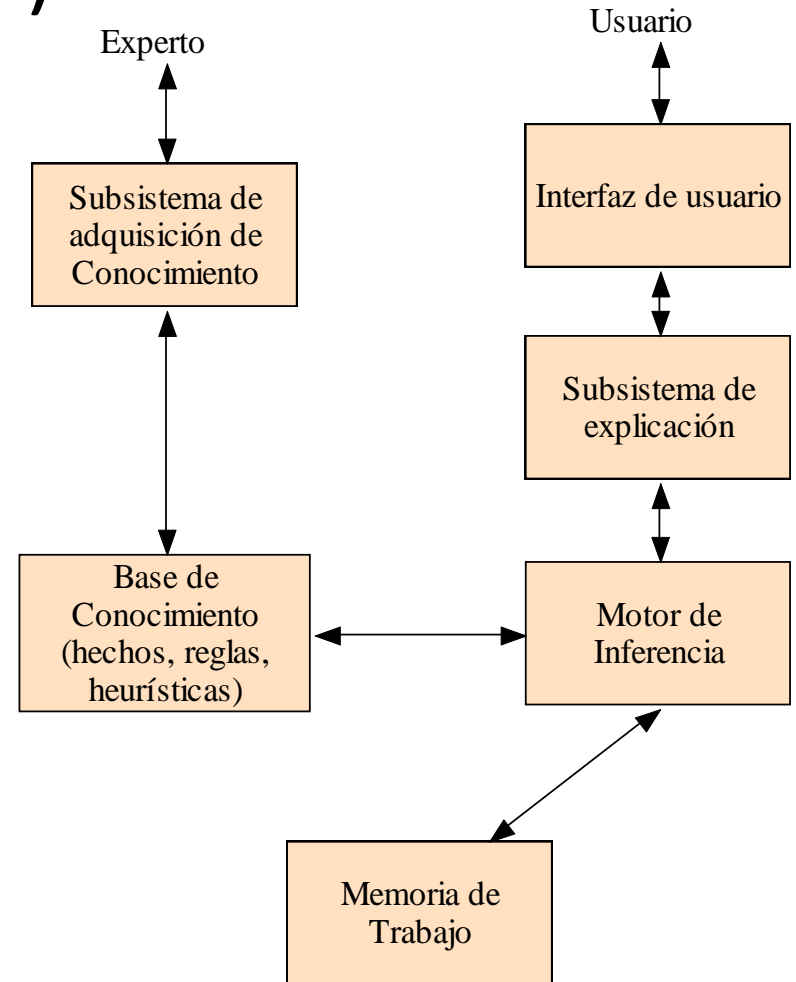 )
Experto
Usuario
Subsistema de
adquisición de
Conocimiento
Interfaz de usuario
Subsistema de
explicación
Base de
Conocimiento
(hechos, reglas,
heurísticas)
Motor de
Inferencia
Memoria de
Trabajo